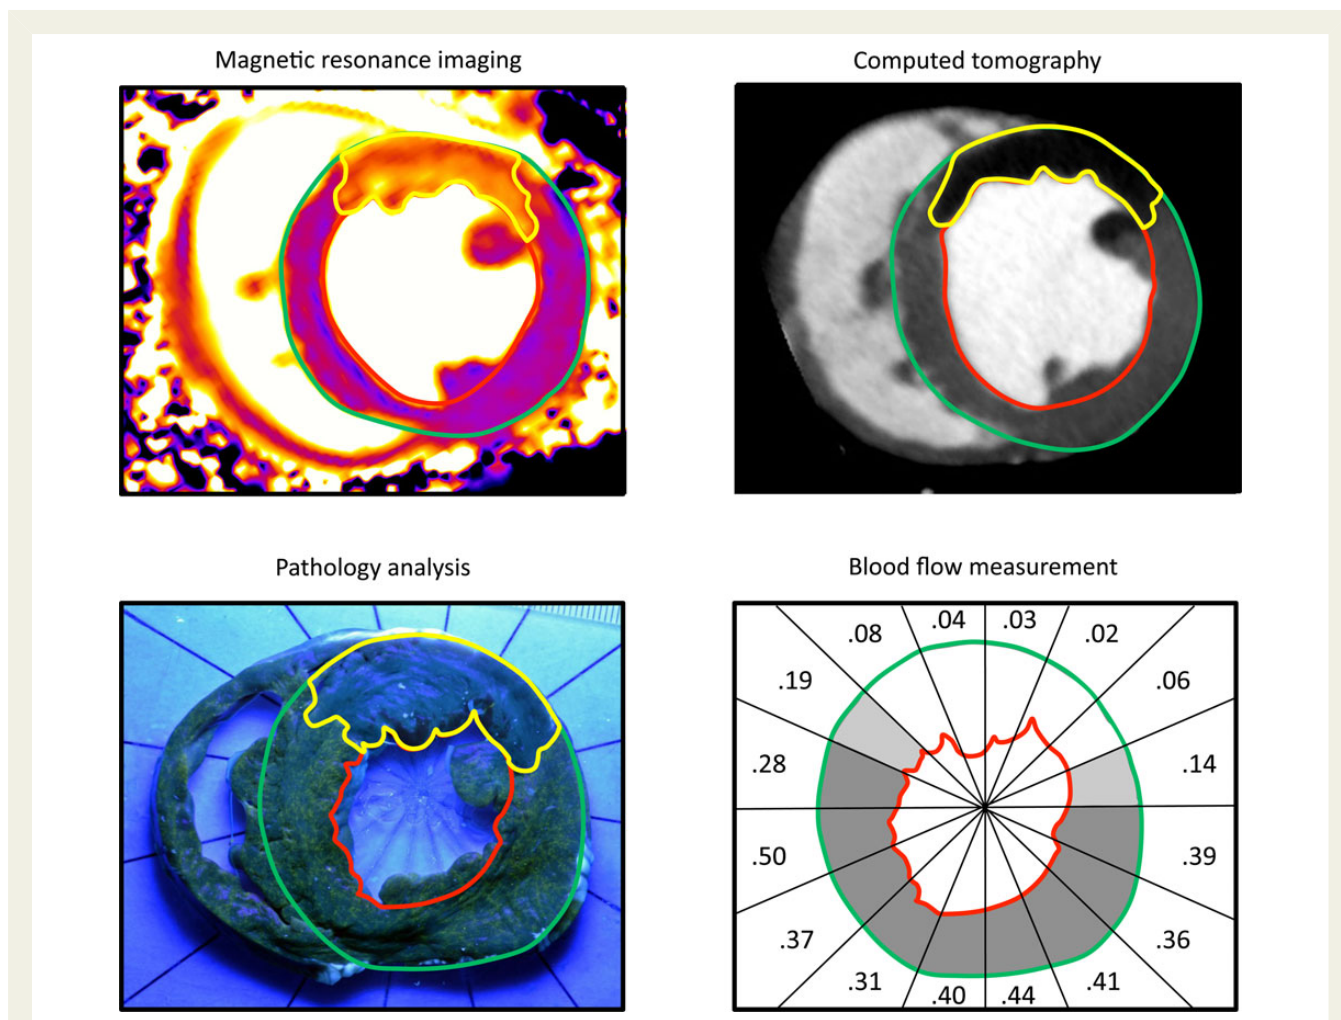 Magnetic resonance imaging
Computed tomography
Pathology analysis
Blood flow measurement
.04 .03
.08 .02
.19 .06
.28 .14
.50 .39
.37 .36
.31 .41
.40 .44